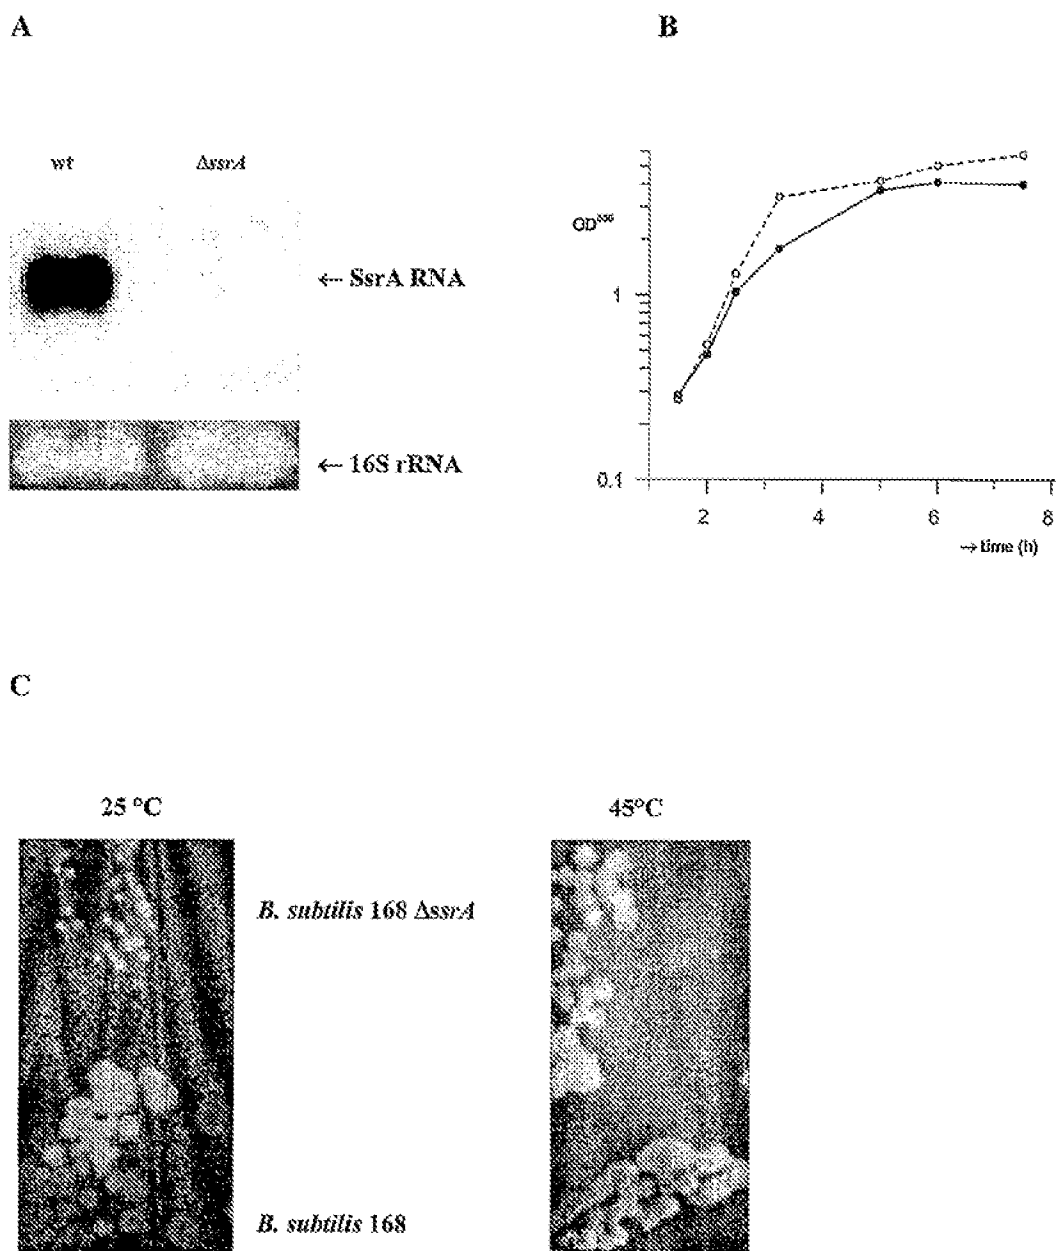 A
B
wt ΔssrA
← SsrA RNA
← 16S rRNA
1
0.1
2 4 6 8
→ time (h)
C
25 °C
45°C
B. subtilis 168 ΔssrA
B. subtilis 168